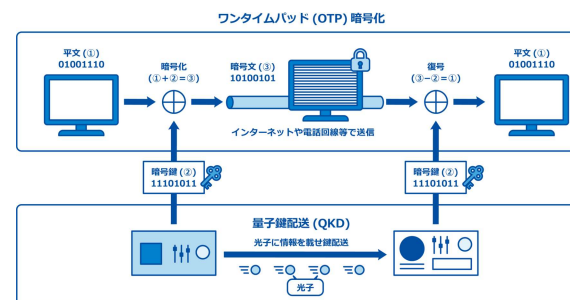 ワンタイムパッド (OTP) 暗号化
平文 (①)
01001110
暗号化
(①+②=③)
暗号文 (③)
10100101
復号
(③−②=①)
平文 (①)
01001110
インターネットや電話回線等で送信
暗号鍵 (②)
11101011
暗号鍵 (②)
11101011
量子鍵配送 (QKD)
光子に情報を載せ鍵配送
光子